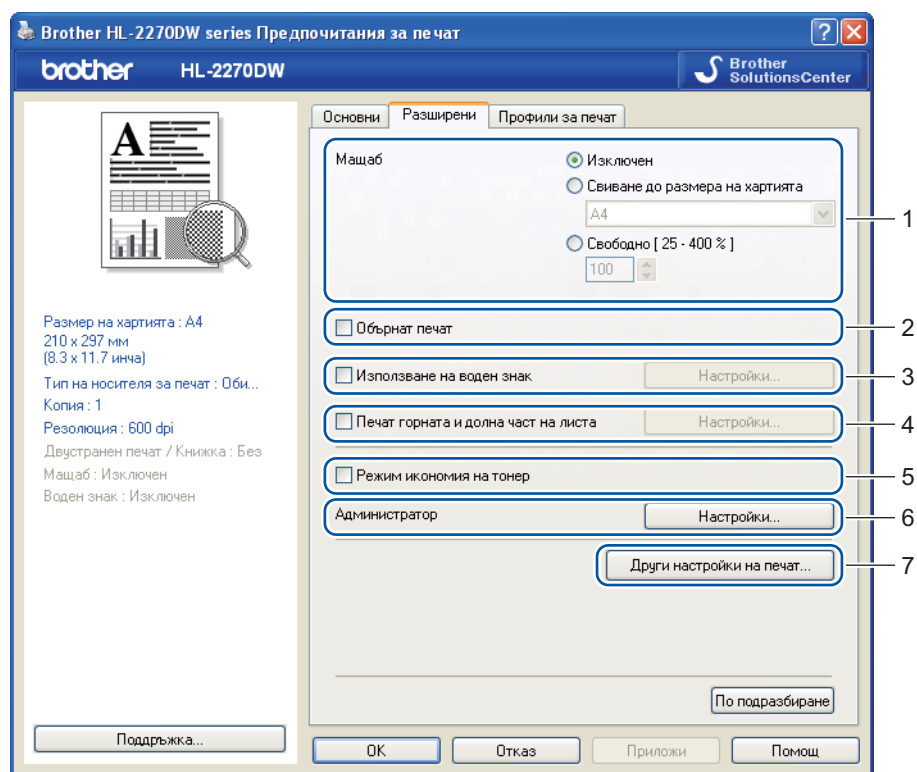 Brother HL-2270DW series Предпочитания за печат
brother HL-2270DW
Brother
SolutionsCenter
A
Размер на хартията : A4
210 x 297 мм
(8.3 x 11.7 инча)
Тип на носителя за печат : Оби...
Копия : 1
Резолюция : 600 dpi
Двустранен печат / Книжка : Без
Мащаб : Изключен
Воден знак : Изключен
Поддръжка...
Основни Разширени Профили за печат
Мащаб
Изключен
Свиване до размера на хартията
A4
Свободно [ 25 - 400 % ]
100
1
Обърнат печат
2
Използване на воден знак Настройки...
3
Печат горната и долна част на листа Настройки...
4
Режим икономия на тонер
5
Администратор Настройки...
6
Други настройки на печат...
7
По подразбиране
OK Отказ Приложи Помощ